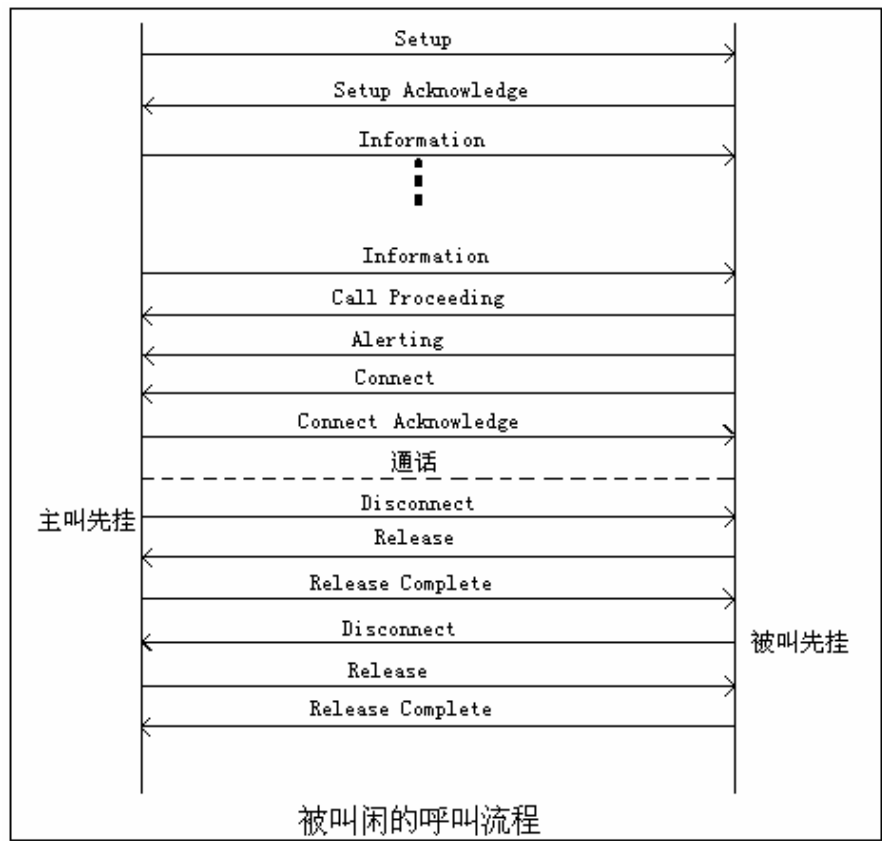 Setup
Setup Acknowledge
Information
Information
Call Proceeding
Alerting
Connect
Connect Acknowledge
通话
Disconnect
主叫先挂
Release
Release Complete
Disconnect
被叫先挂
Release
Release Complete
被叫闲的呼叫流程